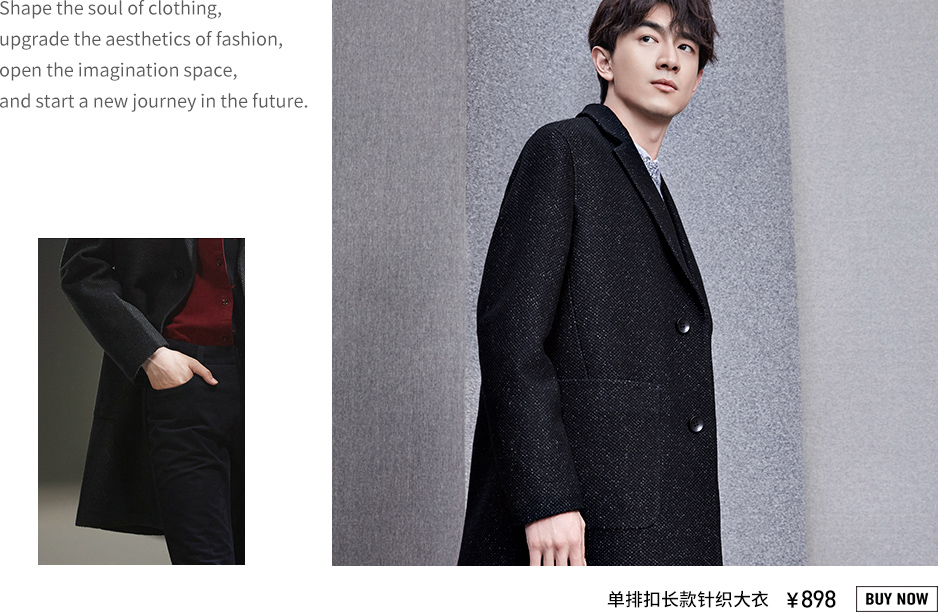 Shape the soul of clothing,
upgrade the aesthetics of fashion,
open the imagination space,
and start a new journey in the future.
单排扣长款针织大衣 ￥898 BUY NOW